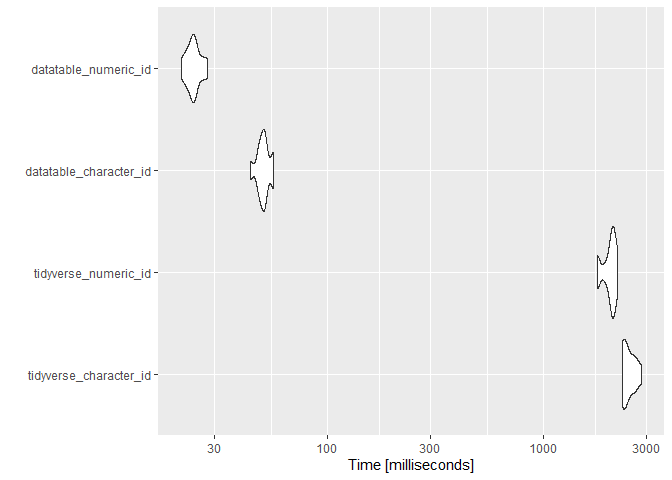 datatable_numeric_id
datatable_character_id
tidyverse_numeric_id
tidyverse_character_id
30 100 300 1000 3000
Time [milliseconds]